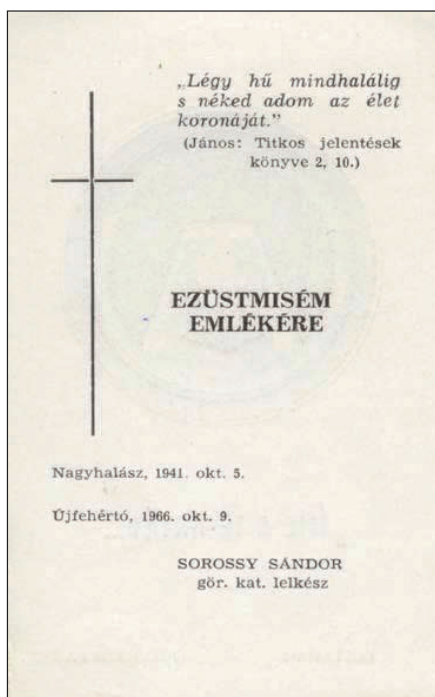 „Légy hű mindhalálig
s néked adom az élet
koronáját."
(János: Titkos jelentések
könyve 2, 10.)
EZÜSTMISÉM
EMLÉKÉRE
Nagyhalász, 1941. okt. 5.
Újfehértó, 1966. okt. 9.
SOROSSY SÁNDOR
gör. kat. lelkész